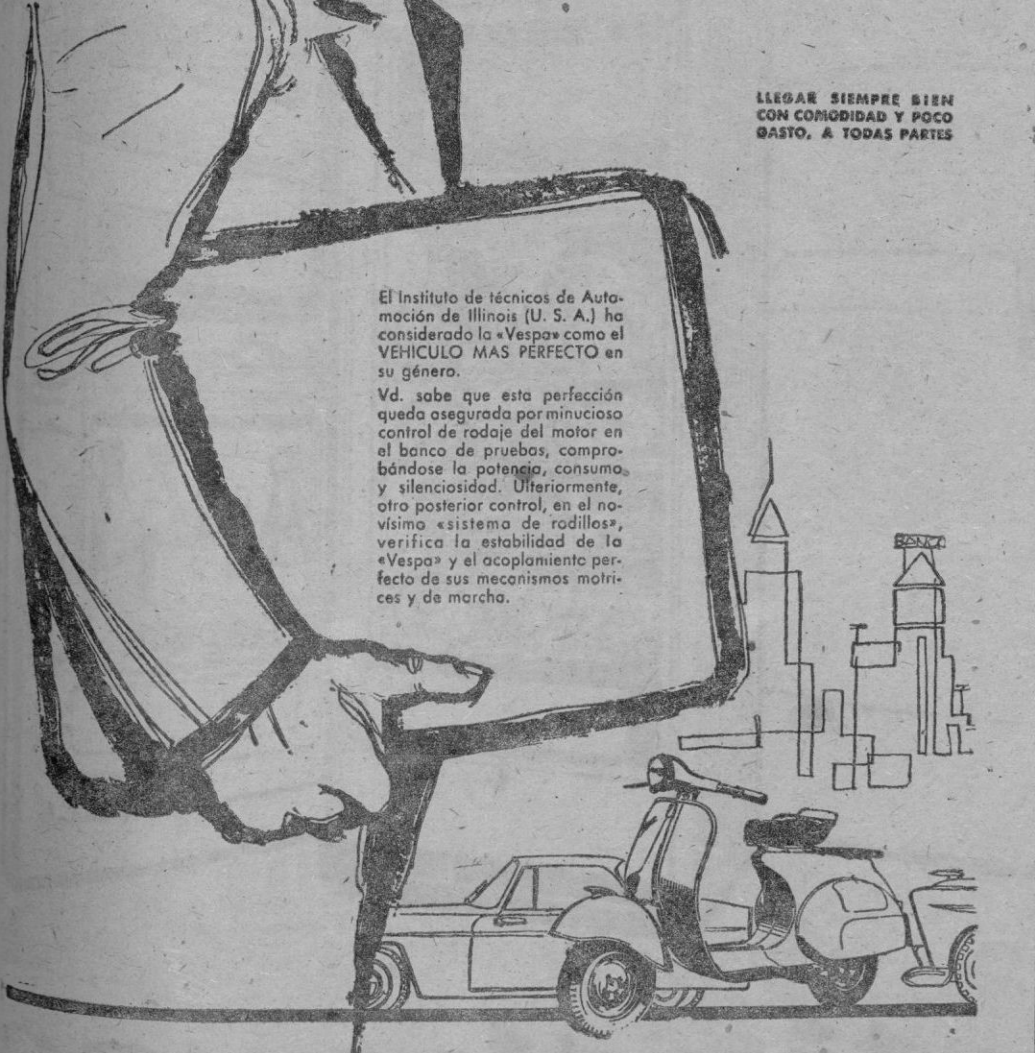 LLEGAR SIEMPRE BIEN
CON COMODIDAD Y POCO
GASTO, A TODAS PARTES
El Instituto de técnicos de Auto-
moción de Illinois (U. S. A.) ha
considerado la «Vespa» como el
VEHICULO MAS PERFECTO en
su género.
Vd. sabe que esta perfección
queda asegurada por minucioso
control de rodaje del motor en
el banco de pruebas, compro-
bándose la potencia, consumo
y silenciosidad. Ulteriormente,
otro posterior control, en el no-
vísimo «sistema de rodillos»,
verifica la estabilidad de la
«Vespa» y el acoplamiento per-
fecto de sus mecanismos motri-
ces y de marcha.
BANCO